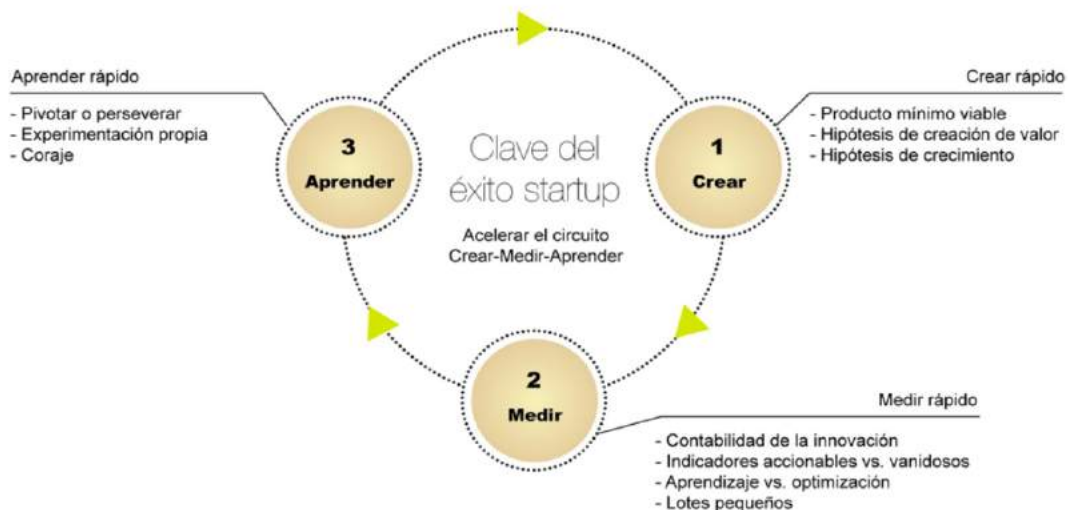 Aprender rápido
- Pivotar o perseverar
- Experimentación propia
- Coraje
3
Aprender
Clave del
éxito startup
Acelerar el circuito
Crear-Medir-Aprender
Crear rápido
- Producto mínimo viable
- Hipótesis de creación de valor
- Hipótesis de crecimiento
1
Crear
2
Medir
Medir rápido
- Contabilidad de la innovación
- Indicadores accionables vs. vanidosos
- Aprendizaje vs. optimización
- Lotes pequeños